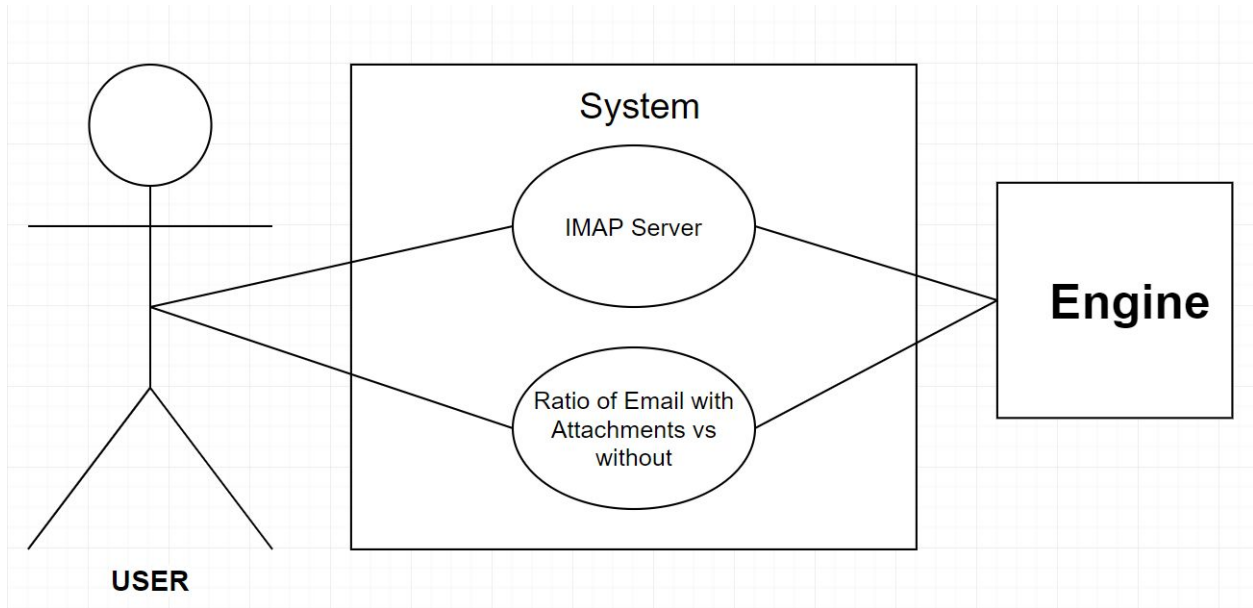 System
IMAP Server
Engine
Ratio of Email with
Attachments vs
without
USER